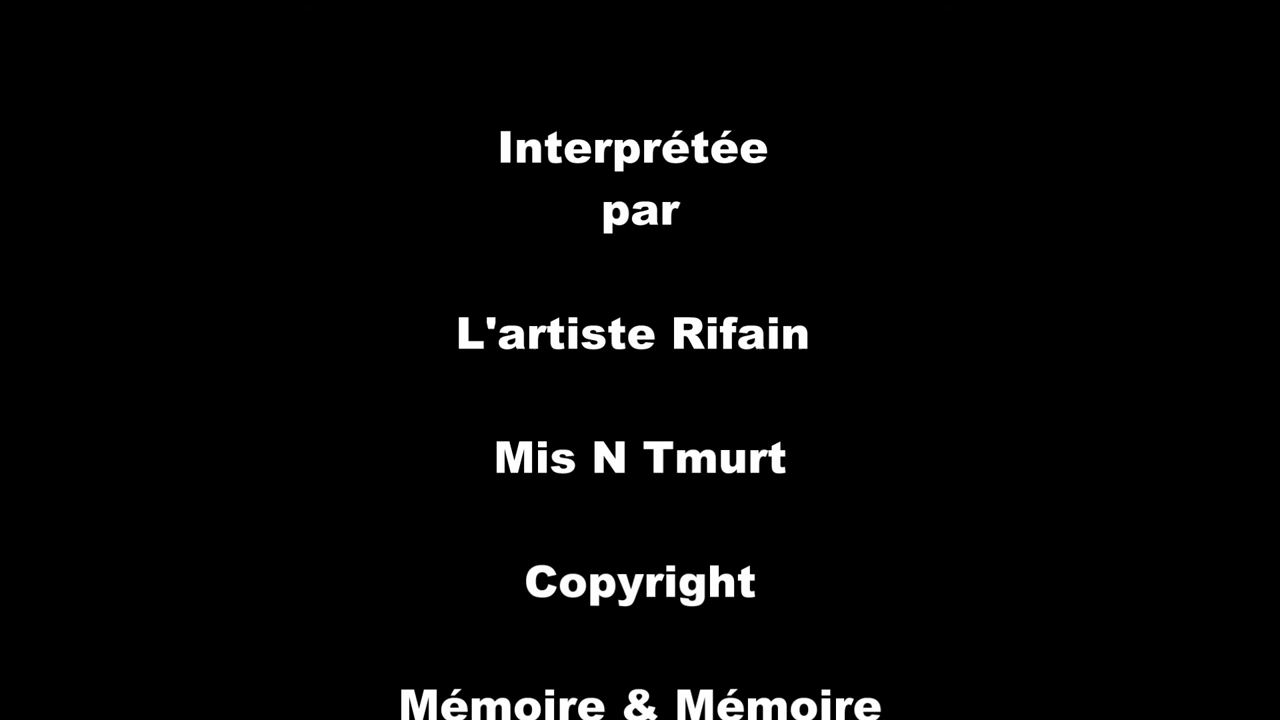 Interprétée
par
L'artiste Rifain
Mis N Tmurt
Copyright
Mémoire & Mémoire